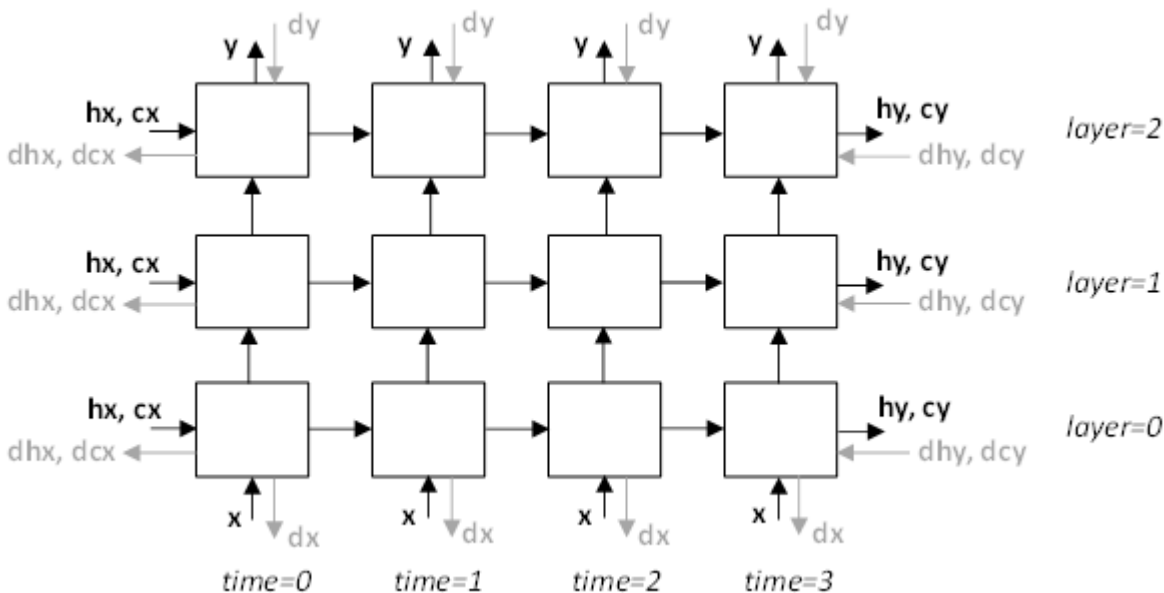 dy dy dy dy
y y y y
hx, cx hy, cy layer=2
dhx, dcx dhy, dcy
hx, cx hy, cy layer=1
dhx, dcx dhy, dcy
hx, cx hy, cy layer=0
dhx, dcx dhy, dcy
x x x x
dx dx dx dx
time=0 time=1 time=2 time=3